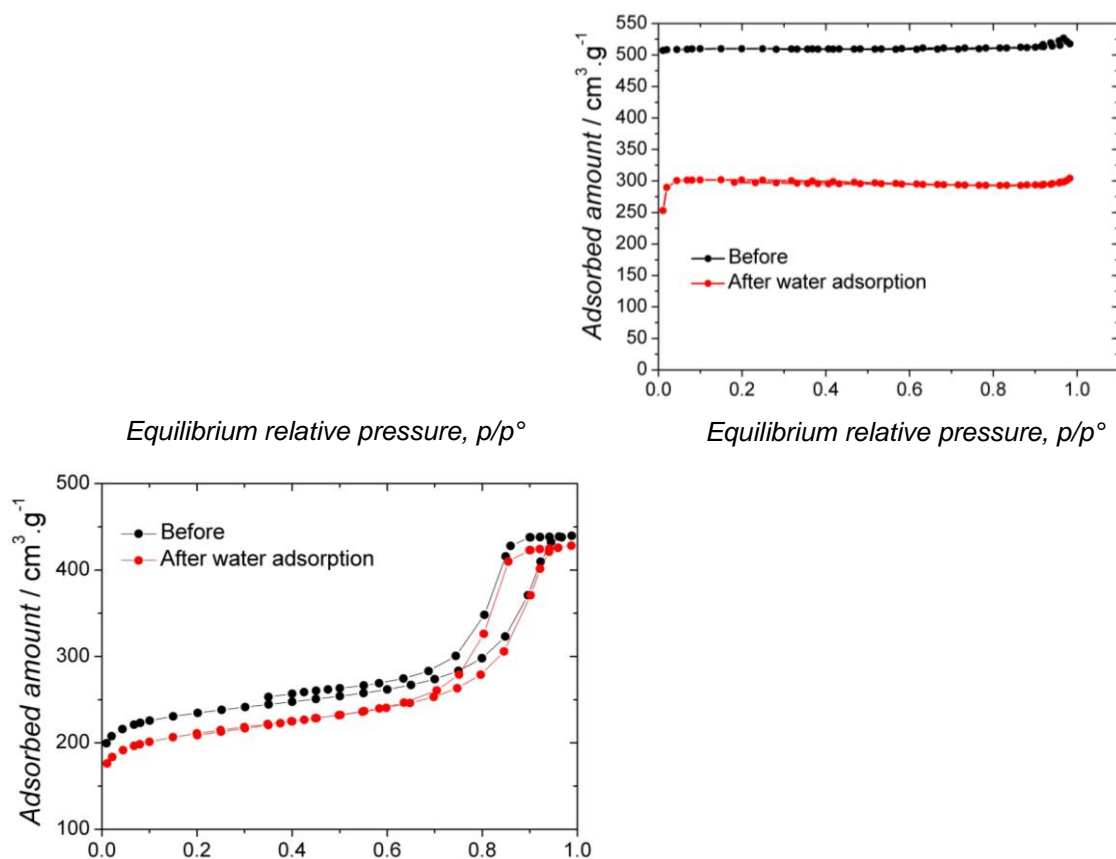 550
500
450
400
350
300
250
200
150
100
50
0
Adsorbed amount / cm³.g⁻¹
Before
After water adsorption
0.0 0.2 0.4 0.6 0.8 1.0
Equilibrium relative pressure, p/p° Equilibrium relative pressure, p/p°
500
400
300
200
100
Adsorbed amount / cm³.g⁻¹
Before
After water adsorption
0.0 0.2 0.4 0.6 0.8 1.0